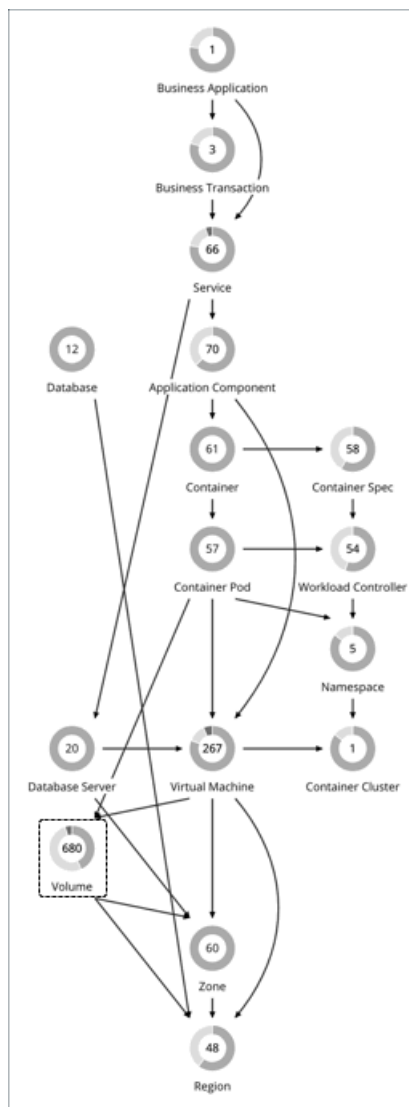 1
Business Application
3
Business Transaction
66
Service
12
Database
70
Application Component
61
Container
58
Container Spec
57
Container Pod
54
Workload Controller
5
Namespace
20
Database Server
267
Virtual Machine
1
Container Cluster
680
Volume
60
Zone
48
Region